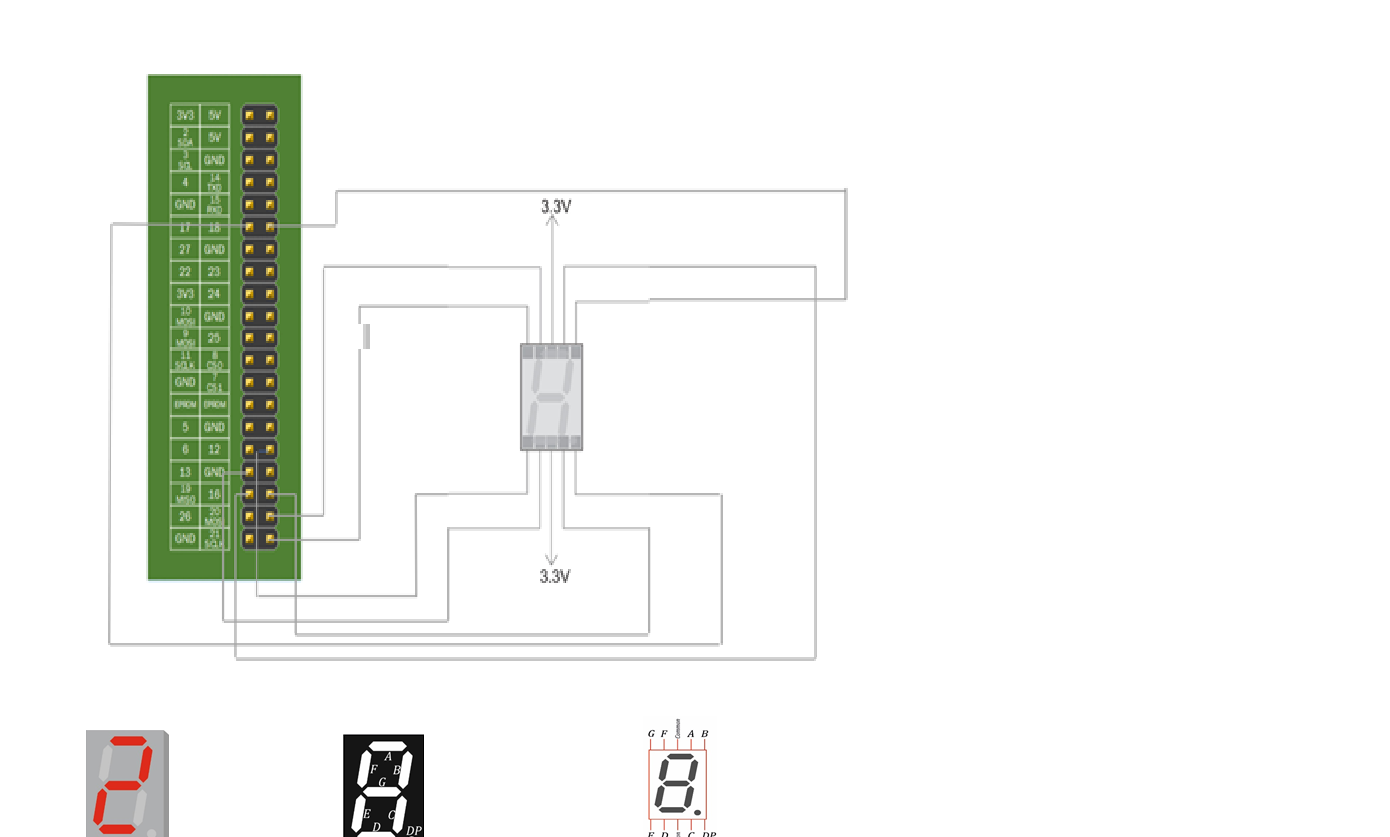 3V3 5V
2 SDA 5V
3 SCL GND
4 14 TXD
GND 15 RXD
17 18
27 GND
22 23
3V3 24
10 MOSI GND
9 MOSI 25
11 SCLK 8 CS0
GND 7 CS1
EPROM EPROM
5 GND
6 12
13 GND
19 MISO 16
26 20 MOSI
GND 21 SCLK
3.3V
3.3V
A
F B
G
E C
D DP
G F Common A B
E D C DP